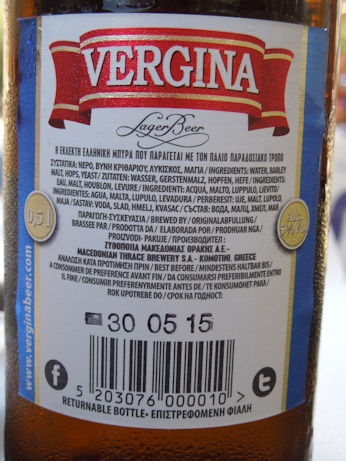 VERGINA
Lager Beer
Η ΕΚΛΕΚΤΗ ΕΛΛΗΝΙΚΗ ΜΠΥΡΑ ΠΟΥ ΠΑΡΑΓΕΤΑΙ ΜΕ ΤΟΝ ΠΑΛΙΟ ΠΑΡΑΔΟΣΙΑΚΟ ΤΡΟΠΟ
ΣΥΣΤΑΤΙΚΑ: ΝΕΡΟ, ΒΥΝΗ ΚΡΙΘΑΡΙΟΥ, ΛΥΚΙΣΚΟΣ, ΜΑΓΙΑ / INGREDIENTS: WATER, BARLEY
MALT, HOPS, YEAST / ZUTATEN: WASSER, GERSTENMALZ, HOPFEN, HEFE / INGREDIENTS:
EAU, MALT, HOUBLON, LEVURE / INGREDIENTI: ACQUA, MALTO, LUPPOLO, LIEVITO/
INGREDIENTES: AGUA, MALTO, LUPULO, LEVADURA / PERBERESIT: UJE, MALT, LUPULO,
MAJA / SASTAV: VODA, SLAD, HMELJ, KVASAC / СЪСТАВ: ВОДА, МАЛЦ, ХМЕЛ, МАЯ
ΠΑΡΑΓΩΓΗ-ΣΥΣΚΕΥΑΣΙΑ / BREWED BY / ORIGINALABFULLUNG /
BRASSEE PAR / PRODOTTA DA / ELABORADA POR / PRODHUAR NGA /
PROIZVODI - PAKUJE / ПРОИЗВОДИТЕЛ :
ΖΥΘΟΠΟΙΙΑ ΜΑΚΕΔΟΝΙΑΣ ΘΡΑΚΗΣ Α.Ε.-
MACEDONIAN THRACE BREWERY S.A. - KOMOTINI, GREECE
ΑΝΑΛΩΣΗ ΚΑΤΑ ΠΡΟΤΙΜΗΣΗ ΠΡΙΝ / BEST BEFORE / MINDESTENS HALTBAR BIS /
A CONSOMMER DE PREFERENCE AVANT FIN / DA CONSUMARSI PREFERIBILMENTE ENTRO
IL FINE / CONSUMIR PREFERENYRMENTE ANTES DE / TE KONSUMOHET PARA /
ROK UPOTREBE DO / СРОК НА ГОДНОСТ:
0,5 L
Alc. 5% Vol.
www.verginabeer.com
30 05 15
f
t
5 203076 000010 >
RETURNABLE BOTTLE • ΕΠΙΣΤΡΕΦΟΜΕΝΗ ΦΙΑΛΗ